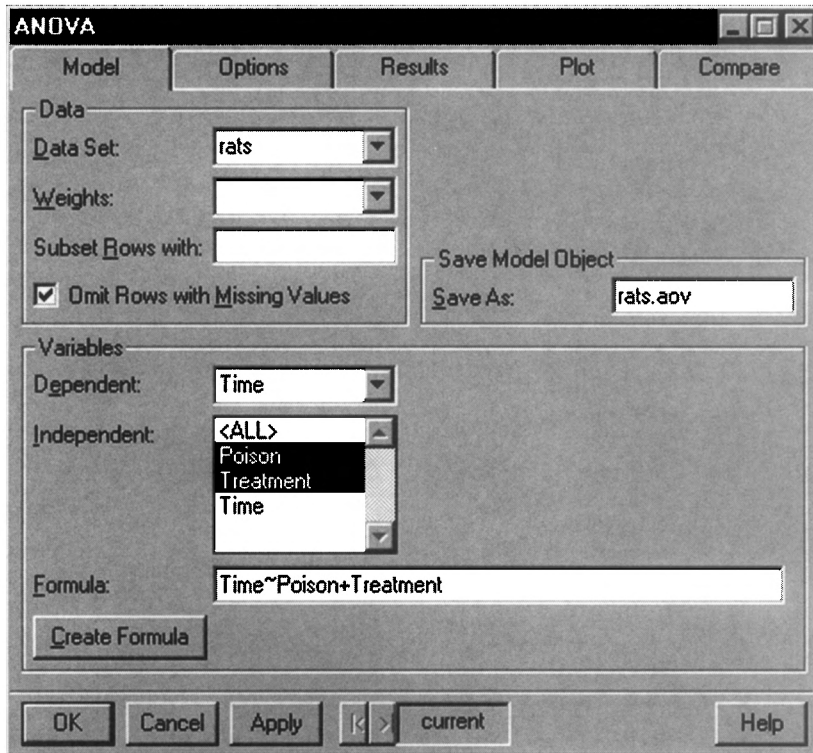 ANOVA
Model Options Results Plot Compare
Data
Data Set: rats
Weights:
Subset Rows with:
Omit Rows with Missing Values
Save Model Object
Save As: rats.aov
Variables
Dependent: Time
Independent: <ALL>
Poison
Treatment
Time
Formula: Time~Poison+Treatment
Create Formula
OK Cancel Apply |< > current Help